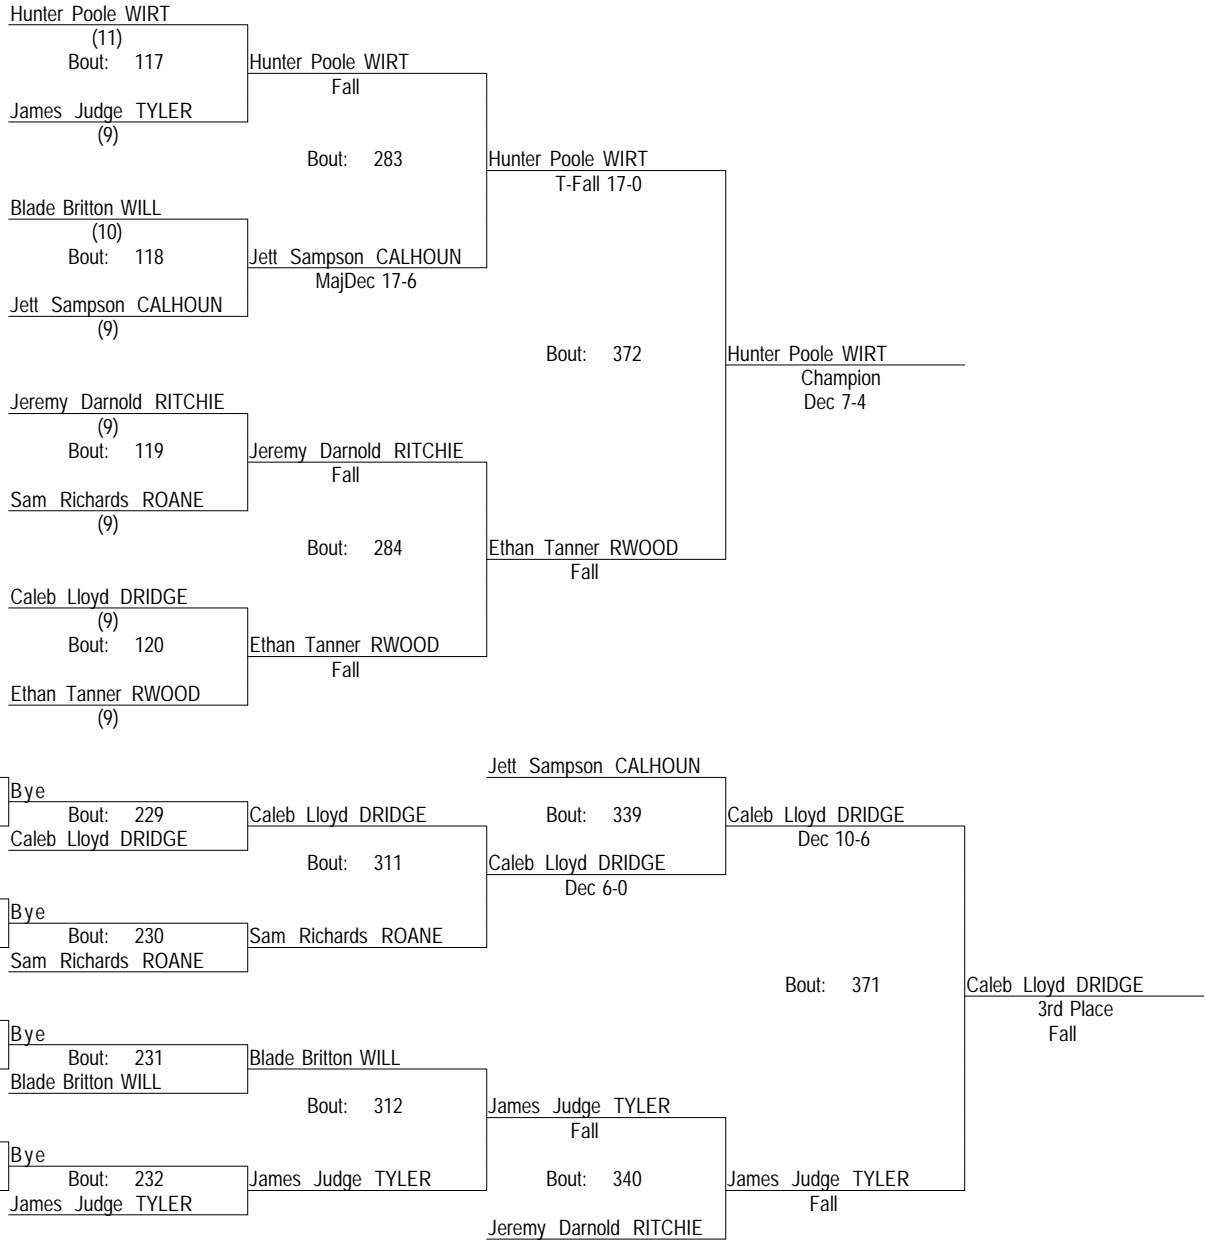 Hunter Poole WIRT
(11)
Bout: 117
Hunter Poole WIRT
Fall
James Judge TYLER
(9)
Bout: 283
Hunter Poole WIRT
T-Fall 17-0
Blade Britton WILL
(10)
Bout: 118
Jett Sampson CALHOUN
MajDec 17-6
Jett Sampson CALHOUN
(9)
Bout: 372
Hunter Poole WIRT
Champion
Dec 7-4
Jeremy Darnold RITCHIE
(9)
Bout: 119
Jeremy Darnold RITCHIE
Fall
Sam Richards ROANE
(9)
Bout: 284
Ethan Tanner RWOOD
Fall
Caleb Lloyd DRIDGE
(9)
Bout: 120
Ethan Tanner RWOOD
Fall
Ethan Tanner RWOOD
(9)
Jett Sampson CALHOUN
Bye
Bout: 229
Caleb Lloyd DRIDGE
Bout: 339
Caleb Lloyd DRIDGE
Dec 10-6
Caleb Lloyd DRIDGE
Bout: 311
Caleb Lloyd DRIDGE
Dec 6-0
Bye
Bout: 230
Sam Richards ROANE
Sam Richards ROANE
Bout: 371
Caleb Lloyd DRIDGE
3rd Place
Fall
Bye
Bout: 231
Blade Britton WILL
Blade Britton WILL
Bout: 312
James Judge TYLER
Fall
Bye
Bout: 232
James Judge TYLER
Bout: 340
James Judge TYLER
Fall
James Judge TYLER
Jeremy Darnold RITCHIE